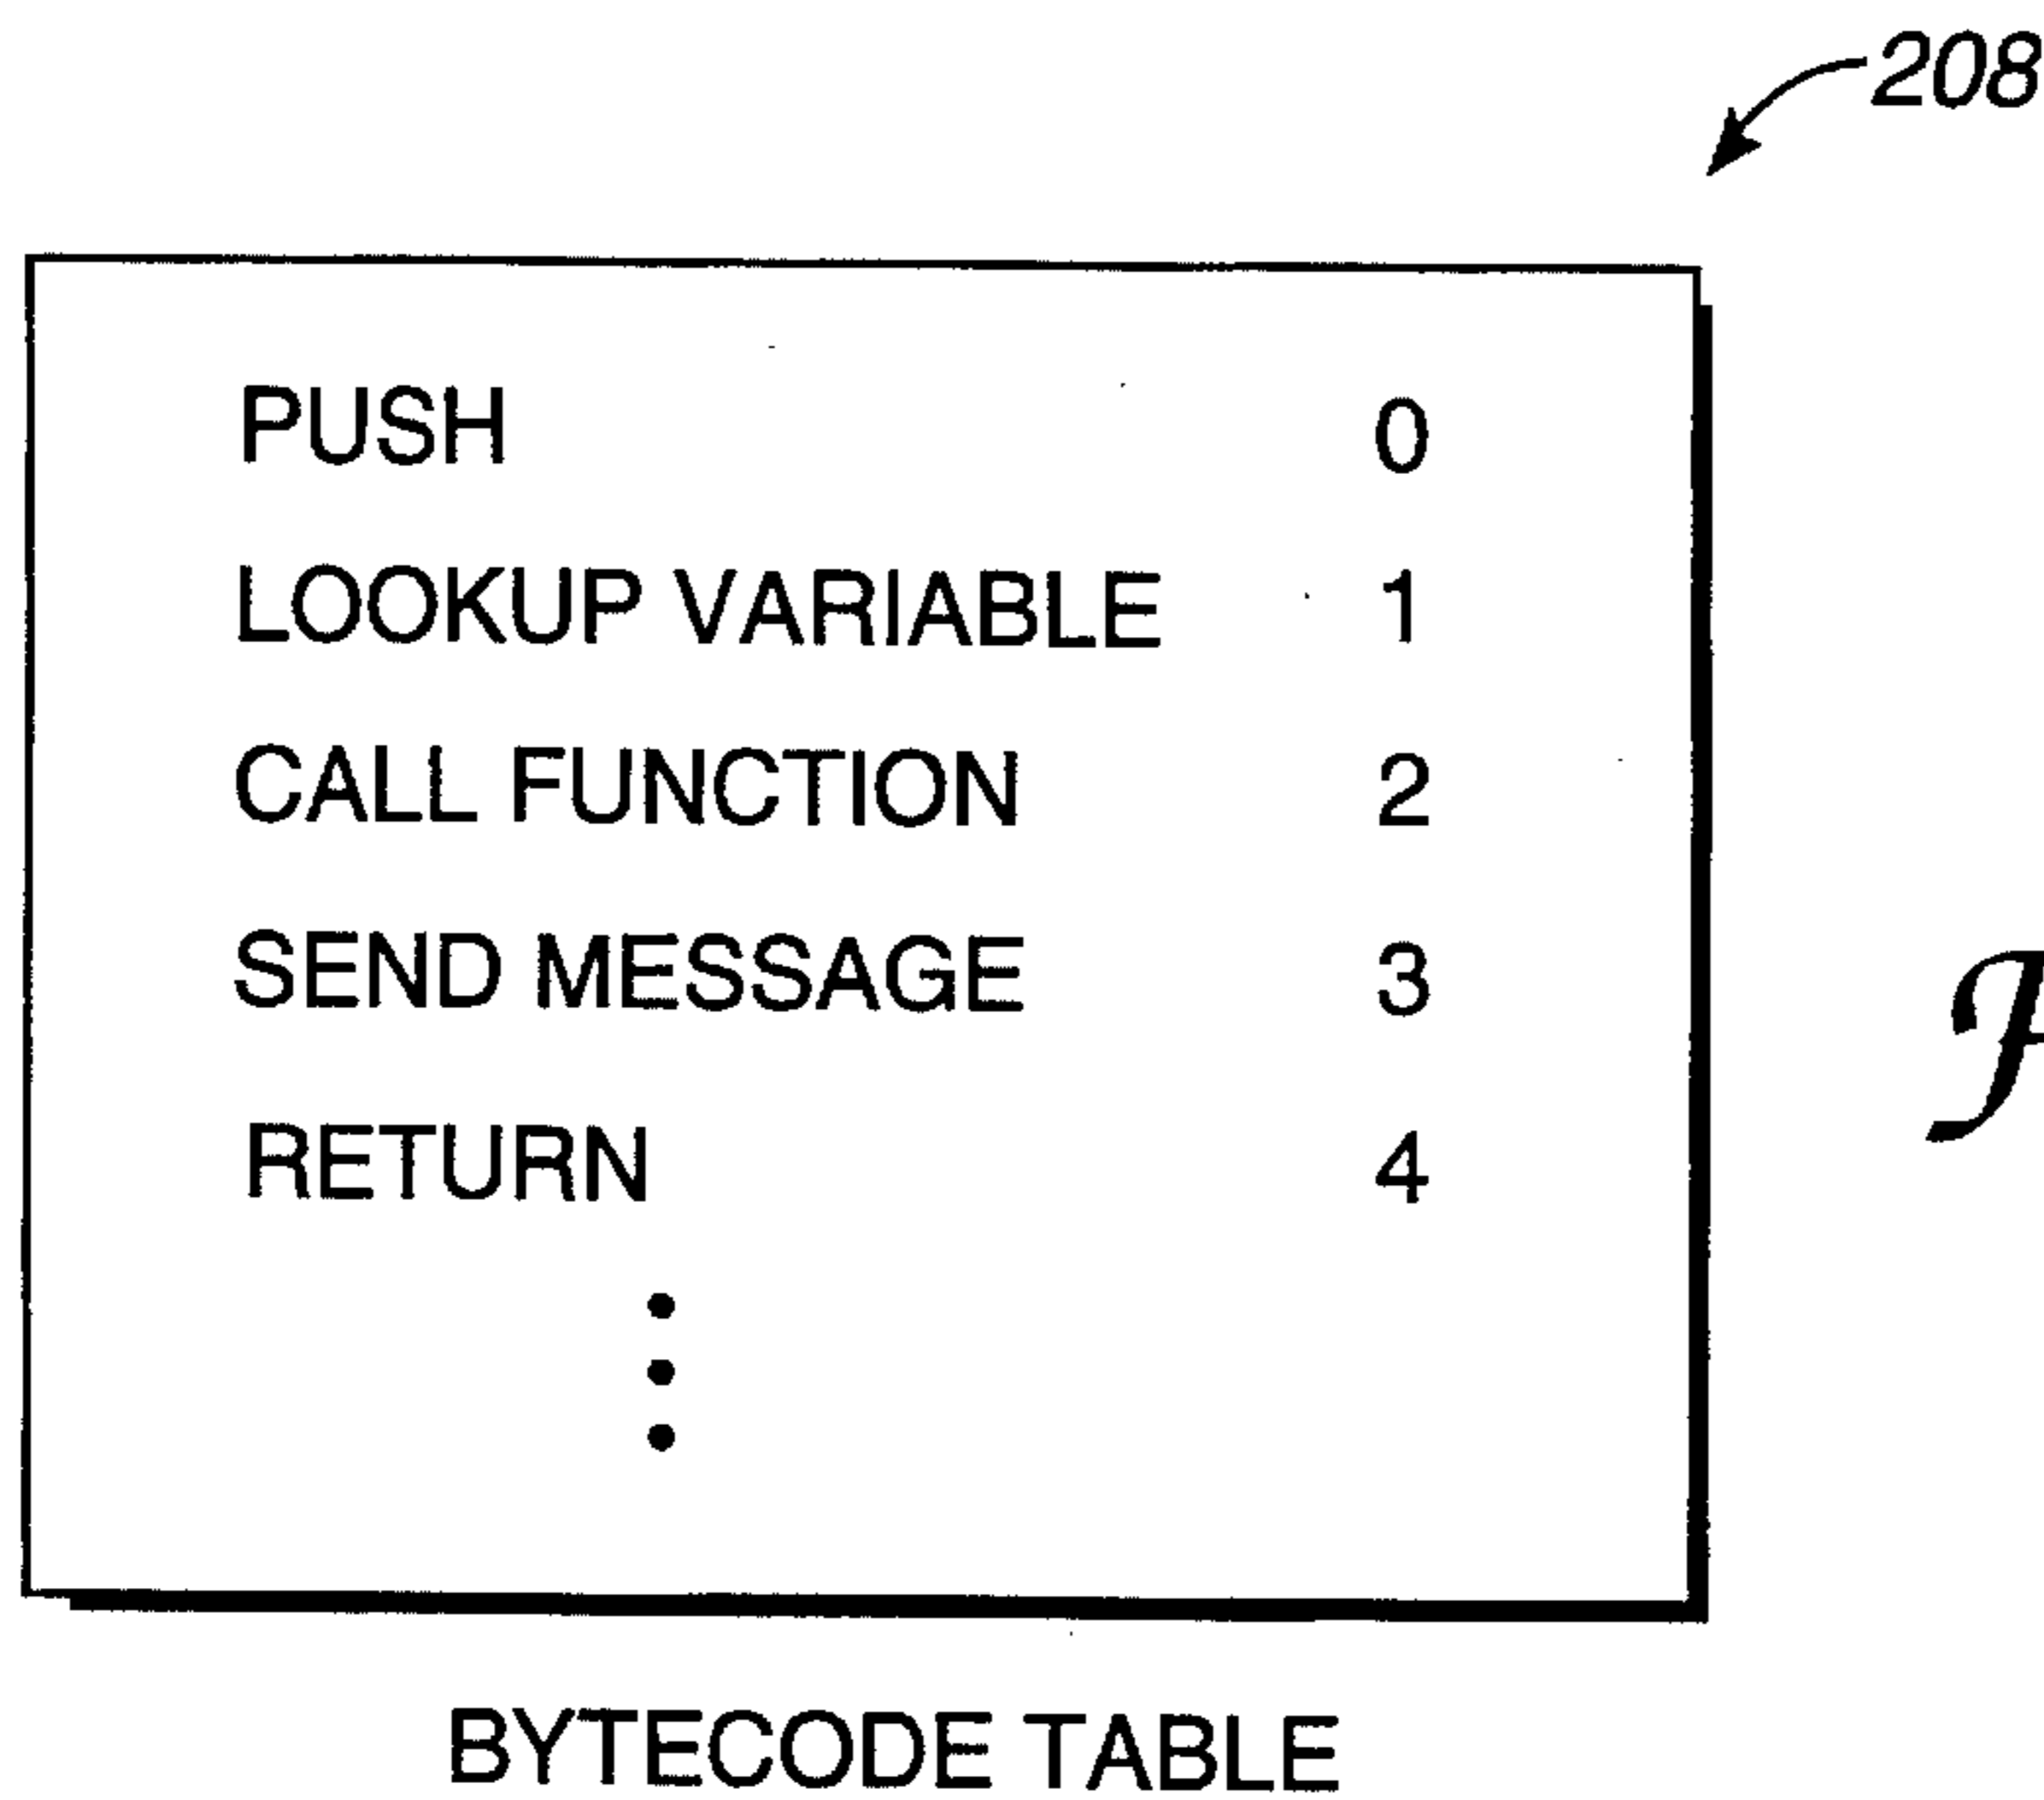 208
PUSH 0
LOOKUP VARIABLE 1
CALL FUNCTION 2
SEND MESSAGE 3
RETURN 4
BYTECODE TABLE